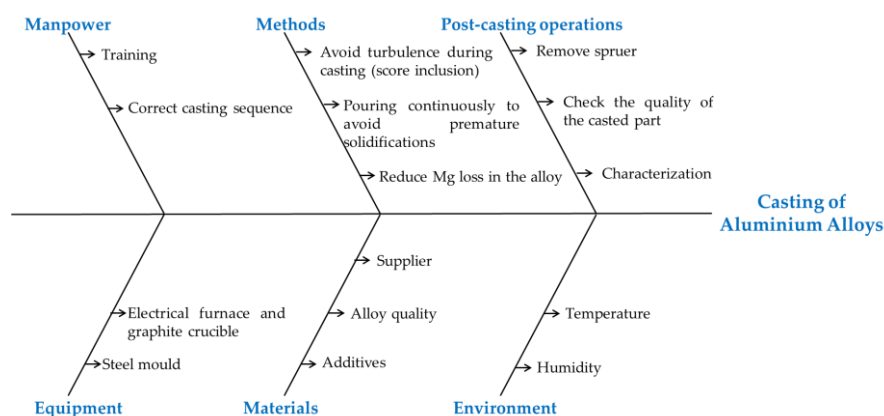 Manpower
Methods
Post-casting operations
Training
Avoid turbulence during
casting (score inclusion)
Remove spruer
Correct casting sequence
Pouring continuously to
avoid premature
solidifications
Check the quality of
the casted part
Reduce Mg loss in the alloy
Characterization
Casting of
Aluminium Alloys
Supplier
Electrical furnace and
graphite crucible
Alloy quality
Temperature
Steel mould
Additives
Humidity
Equipment
Materials
Environment